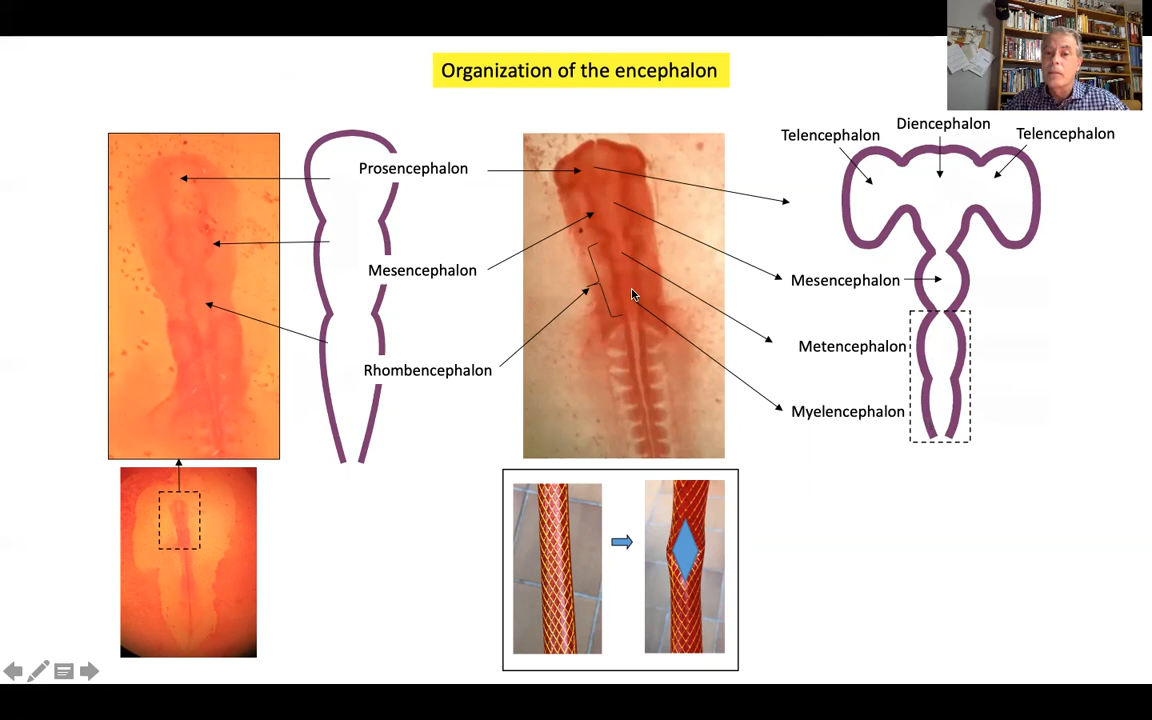 Organization of the encephalon
Telencephalon
Diencephalon
Telencephalon
Prosencephalon
Mesencephalon
Mesencephalon
Metencephalon
Rhombencephalon
Myelencephalon